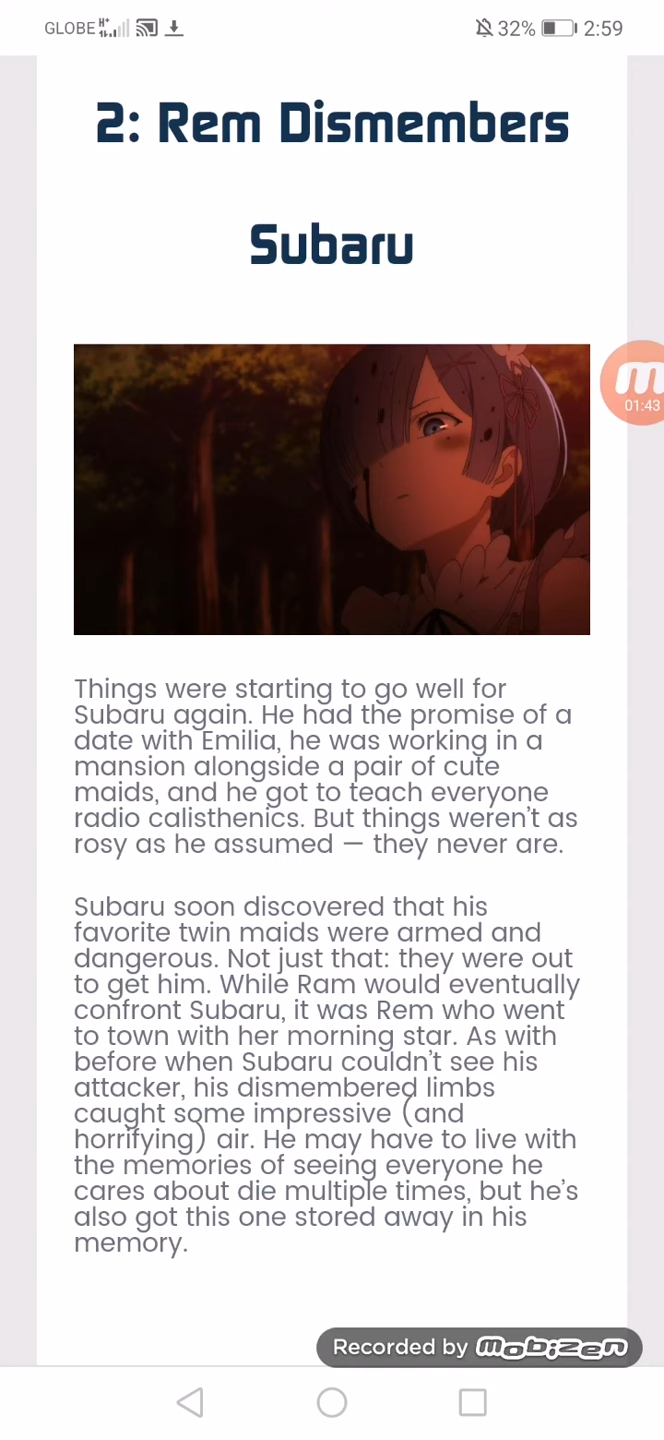 GLOBE H+ 32% 2:59
2: Rem Dismembers
Subaru
01:43
Things were starting to go well for
Subaru again. He had the promise of a
date with Emilia, he was working in a
mansion alongside a pair of cute
maids, and he got to teach everyone
radio calisthenics. But things weren’t as
rosy as he assumed — they never are.
Subaru soon discovered that his
favorite twin maids were armed and
dangerous. Not just that: they were out
to get him. While Ram would eventually
confront Subaru, it was Rem who went
to town with her morning star. As with
before when Subaru couldn’t see his
attacker, his dismembered limbs
caught some impressive (and
horrifying) air. He may have to live with
the memories of seeing everyone he
cares about die multiple times, but he’s
also got this one stored away in his
memory.
Recorded by mobizen